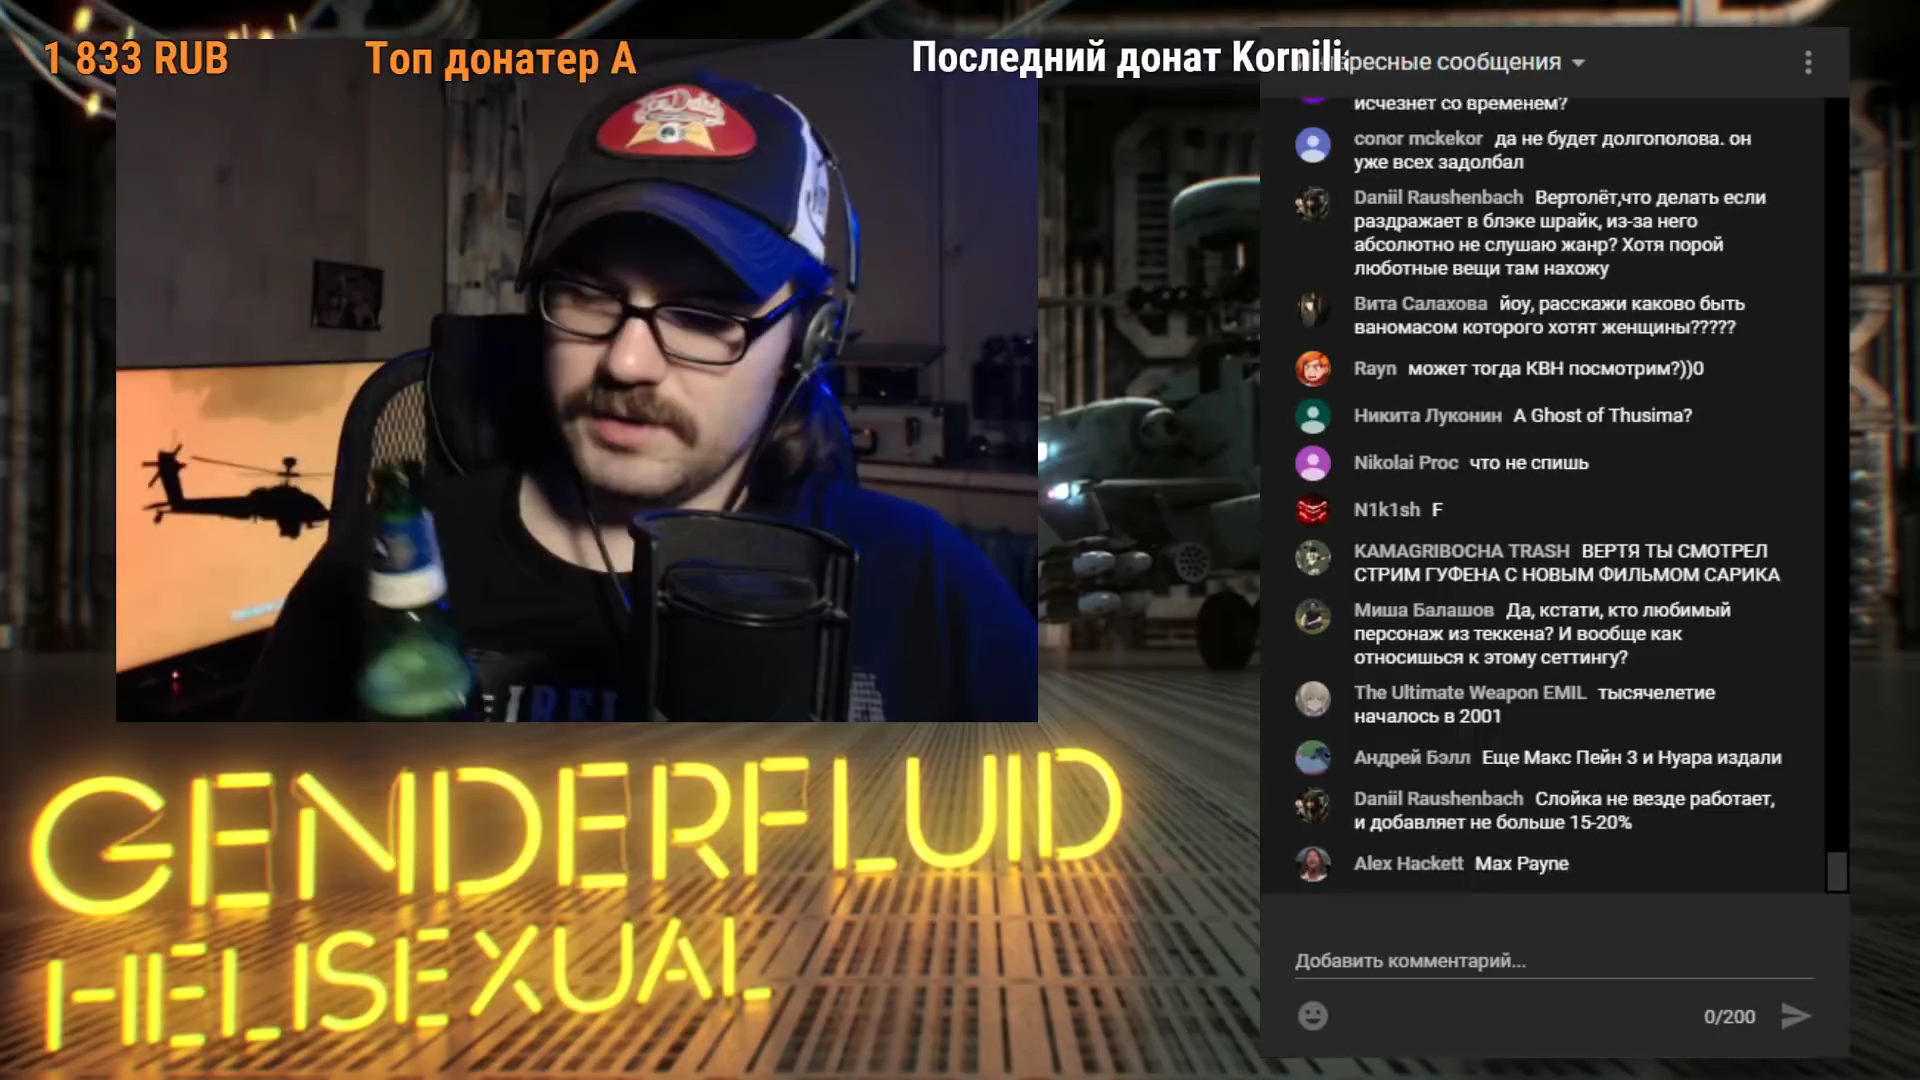 1 833 RUB
Топ донатер А
Последний донат Kornili
ресные сообщения
исчезнет со временем?
conor mckekor да не будет долгополова. он
уже всех задолбал
Daniil Raushenbach Вертолёт,что делать если
раздражает в блэке шрайк, из-за него
абсолютно не слушаю жанр? Хотя порой
люботные вещи там нахожу
Вита Салахова йоу, расскажи каково быть
ваномасом которого хотят женщины?????
Rayn может тогда КВН посмотрим?))0
Никита Луконин A Ghost of Thusima?
Nikolai Proc что не спишь
N1k1sh F
KAMAGRIBOCHA TRASH ВЕРТЯ ТЫ СМОТРЕЛ
СТРИМ ГУФЕНА С НОВЫМ ФИЛЬМОМ САРИКА
Миша Балашов Да, кстати, кто любимый
персонаж из теккена? И вообще как
относишься к этому сеттингу?
The Ultimate Weapon EMIL тысячелетие
началось в 2001
Андрей Бэлл Еще Макс Пейн 3 и Нуара издали
Daniil Raushenbach Слойка не везде работает,
и добавляет не больше 15-20%
Alex Hackett Max Payne
Добавить комментарий...
0/200
GENDERFLUID
HELISEXUAL